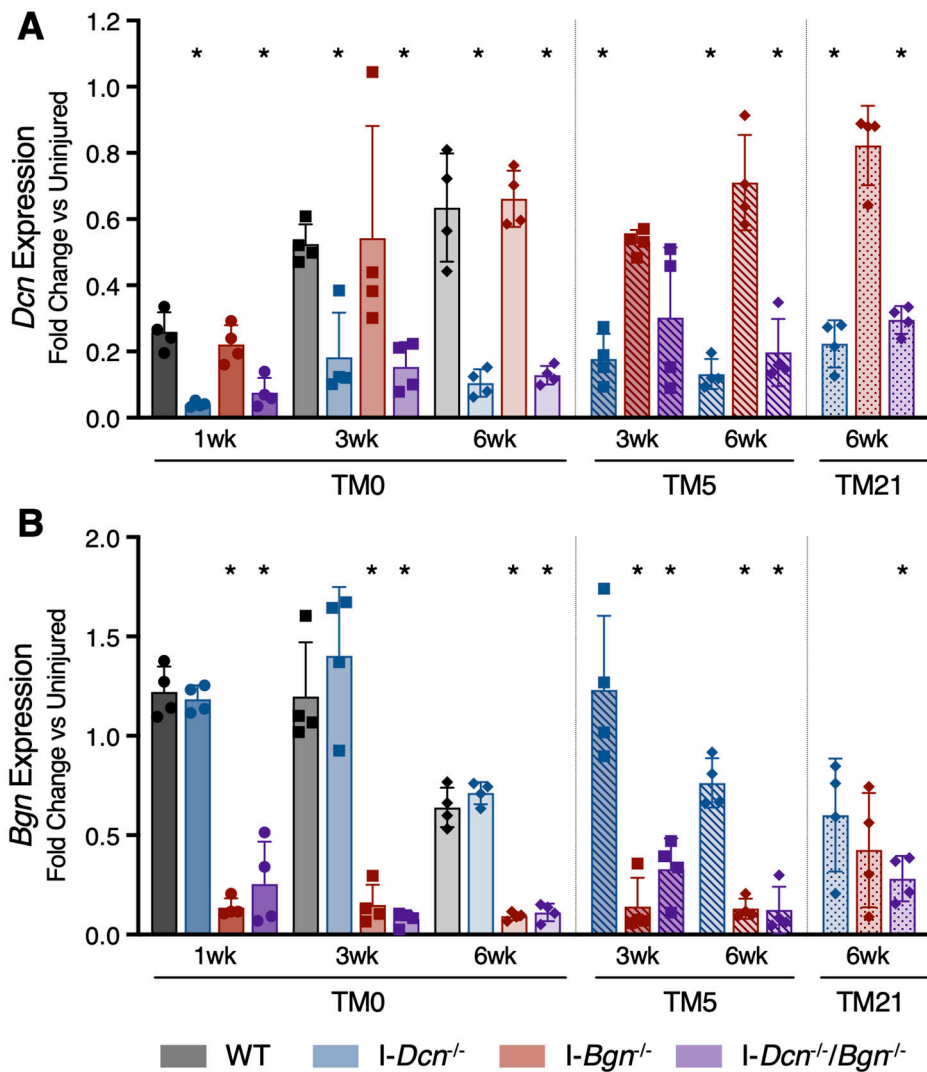 A
Dcn Expression
Fold Change vs Uninjured
1.2
1.0
0.8
0.6
0.4
0.2
0.0
* * * * * * * * * * *
1wk 3wk 6wk 3wk 6wk 6wk
TM0 TM5 TM21
B
Bgn Expression
Fold Change vs Uninjured
2.0
1.5
1.0
0.5
0.0
* * * * * * * * * * *
1wk 3wk 6wk 3wk 6wk 6wk
TM0 TM5 TM21
WT I-Dcn-/- I-Bgn-/- I-Dcn-/-/Bgn-/-